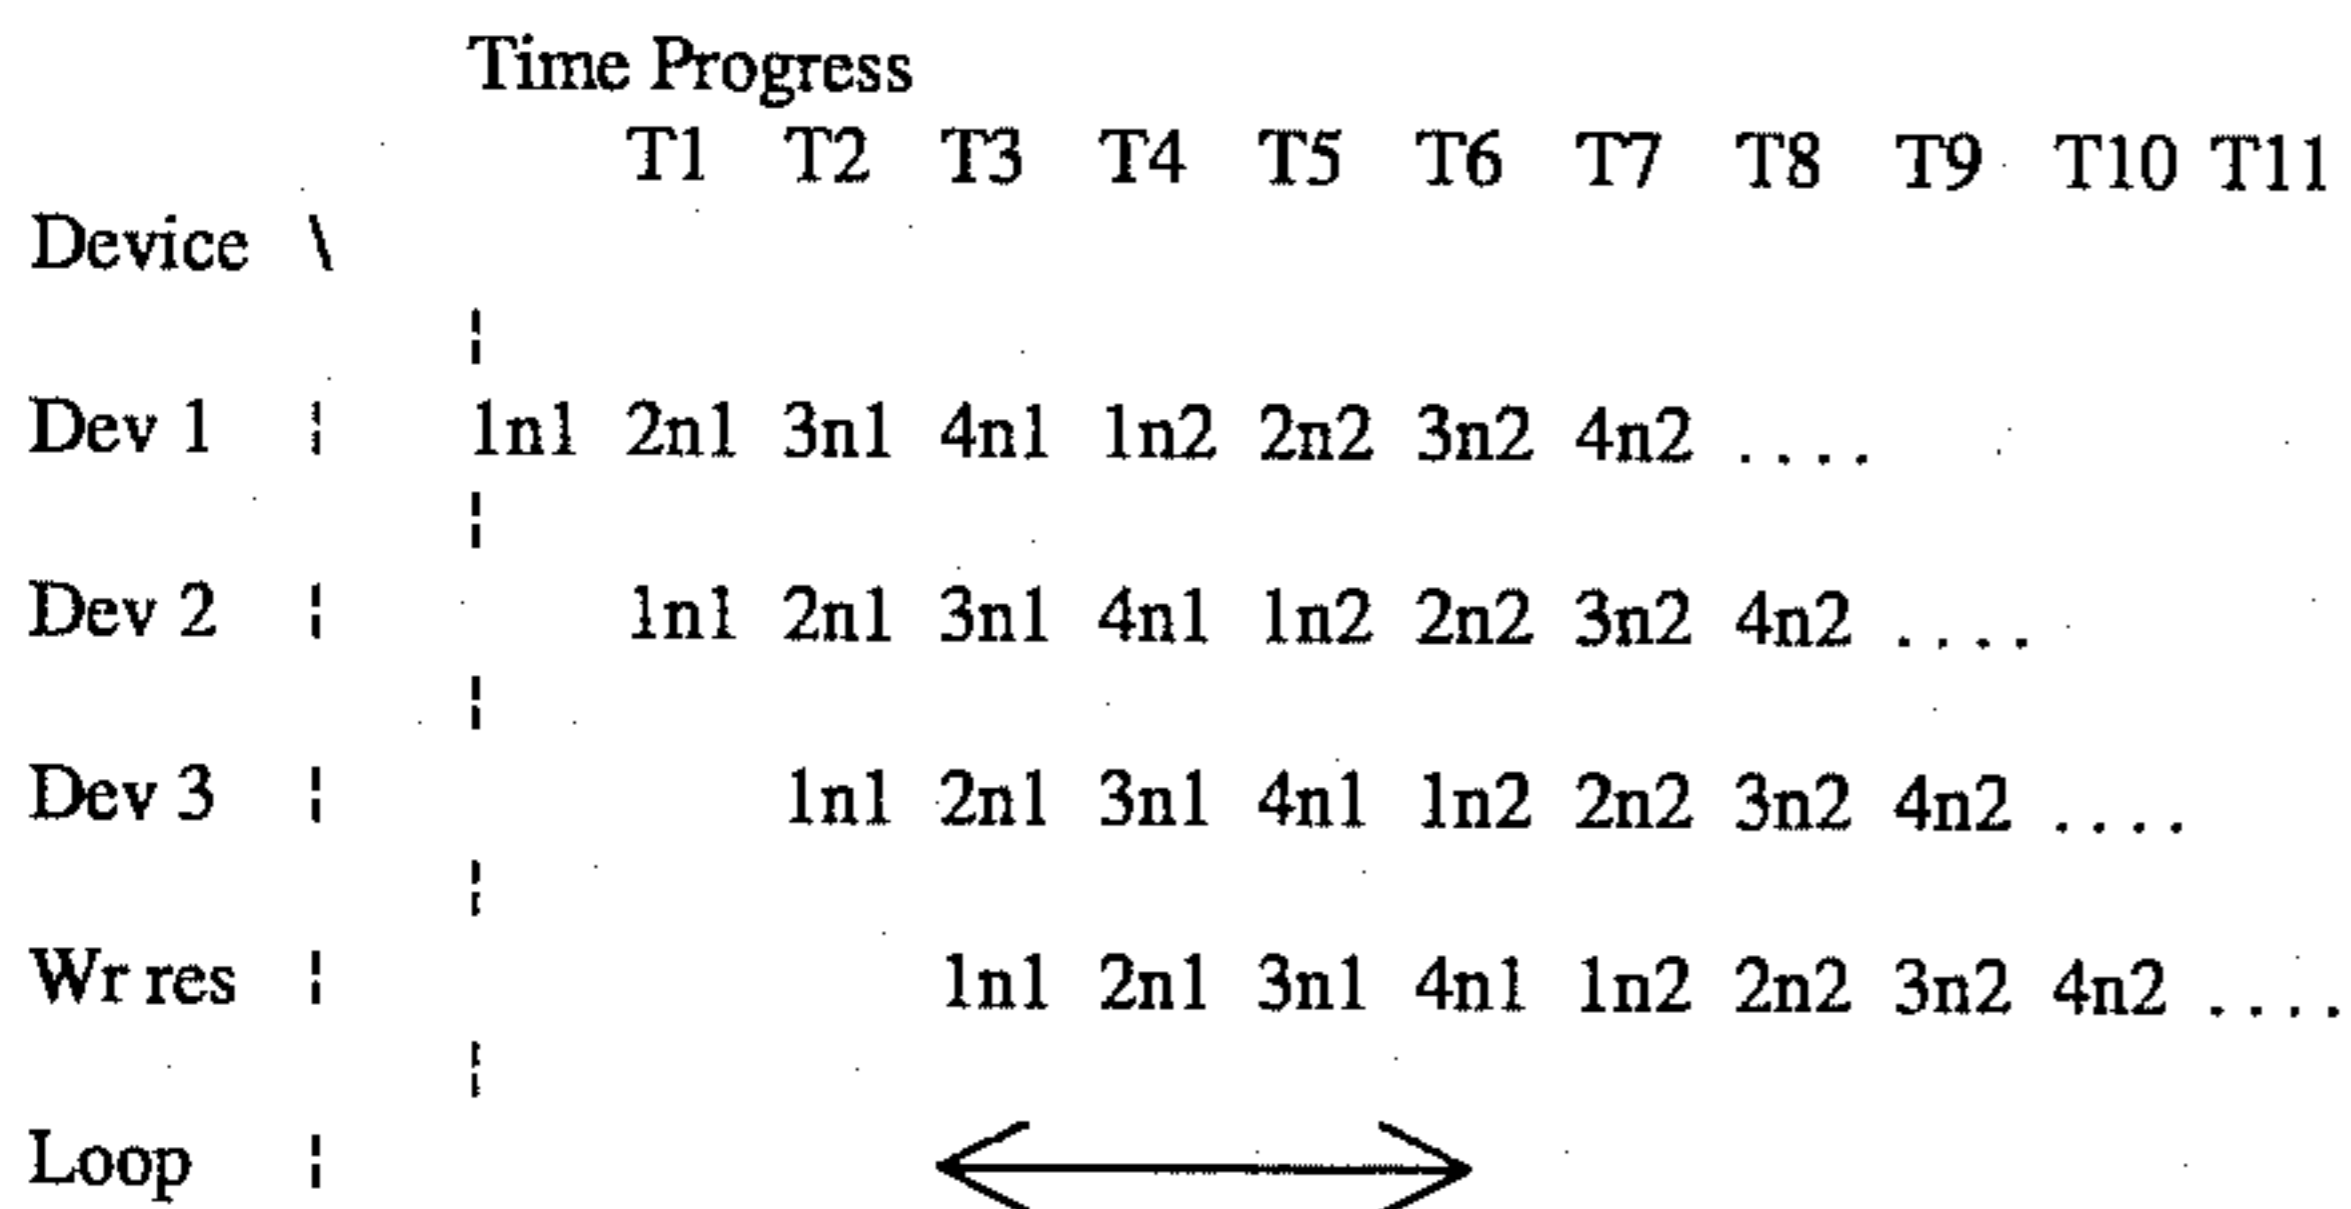 Time Progress
T1 T2 T3 T4 T5 T6 T7 T8 T9 T10 T11
Device \
¦
Dev 1 ¦ 1n1 2n1 3n1 4n1 1n2 2n2 3n2 4n2 . . . .
¦
Dev 2 ¦ 1n1 2n1 3n1 4n1 1n2 2n2 3n2 4n2 . . . .
¦
Dev 3 ¦ 1n1 2n1 3n1 4n1 1n2 2n2 3n2 4n2 . . . .
¦
Wr res ¦ 1n1 2n1 3n1 4n1 1n2 2n2 3n2 4n2 . . . .
¦
Loop ¦